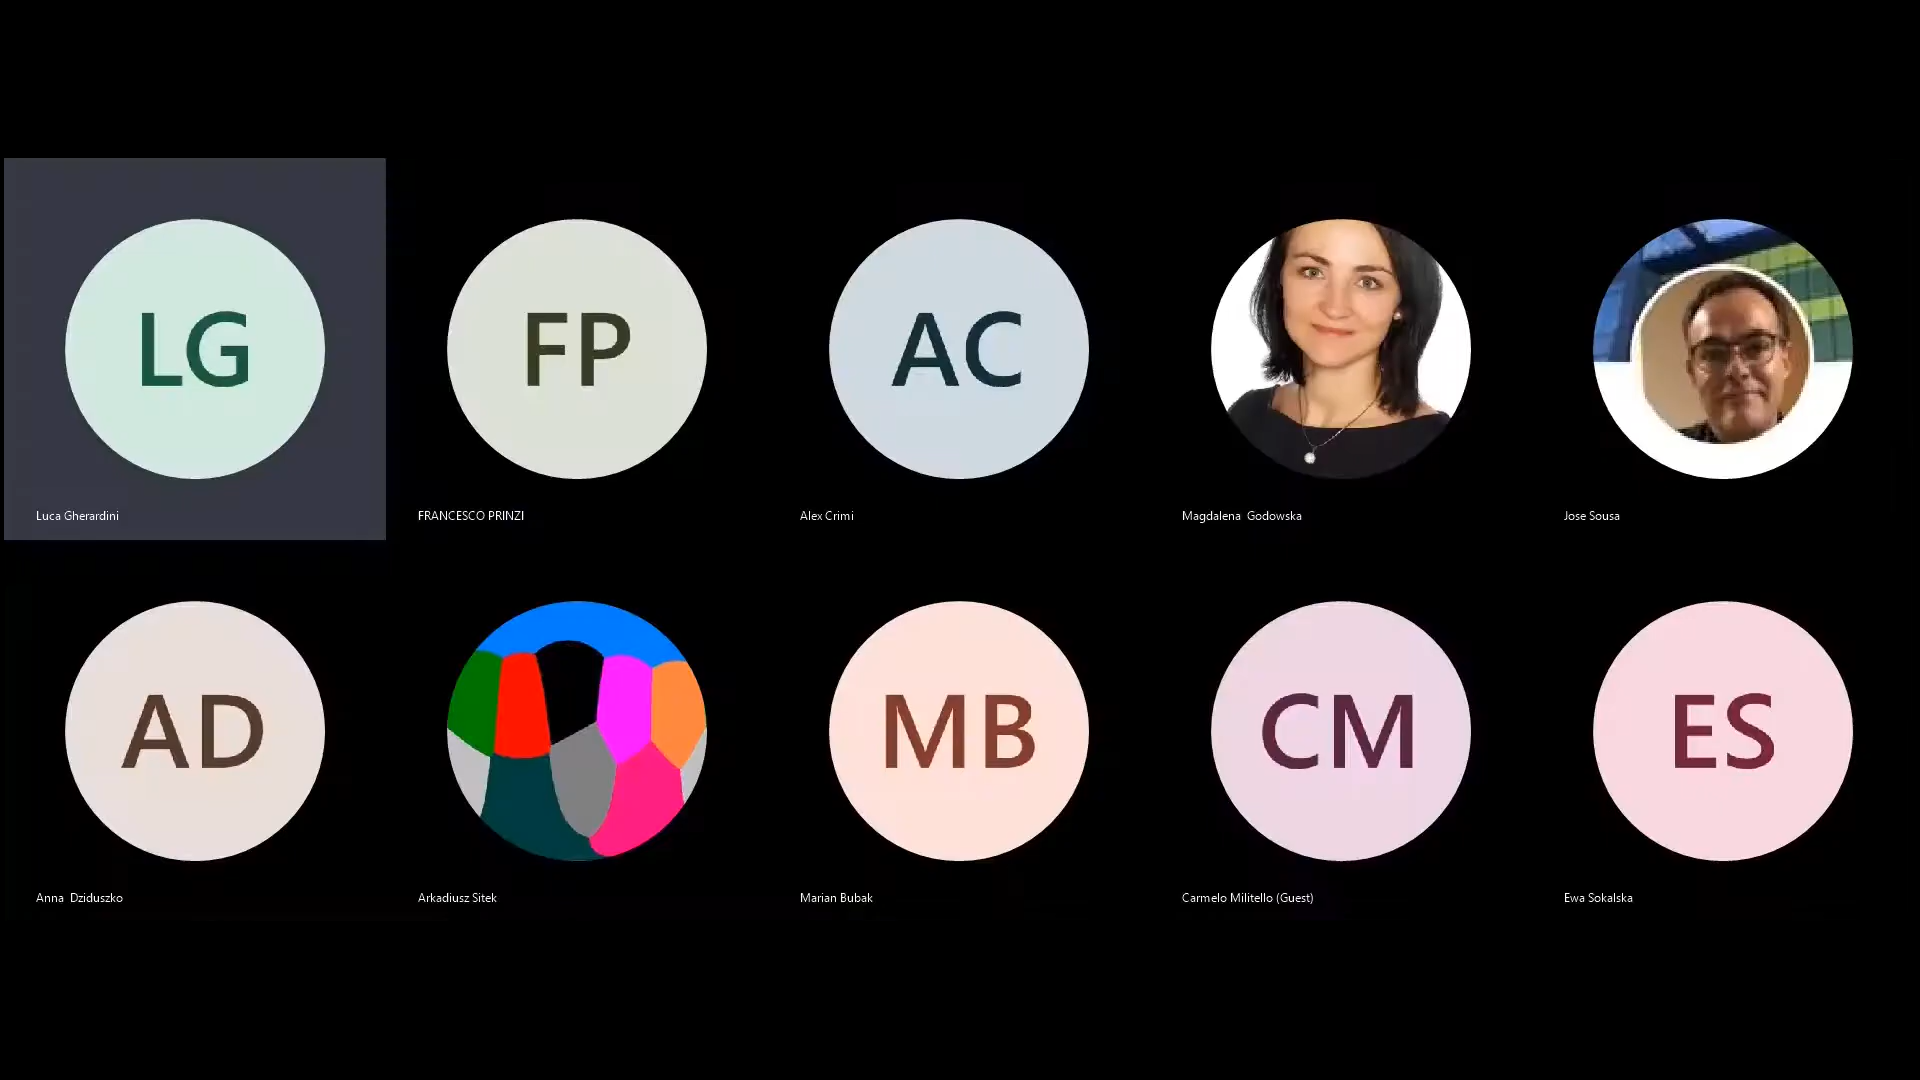 LG
FP
AC
Luca Gherardini
FRANCESCO PRINZI
Alex Crimi
Magdalena  Godowska
Jose Sousa
AD
MB
CM
ES
Anna  Dziduszko
Arkadiusz Sitek
Marian Bubak
Carmelo Militello (Guest)
Ewa Sokalska